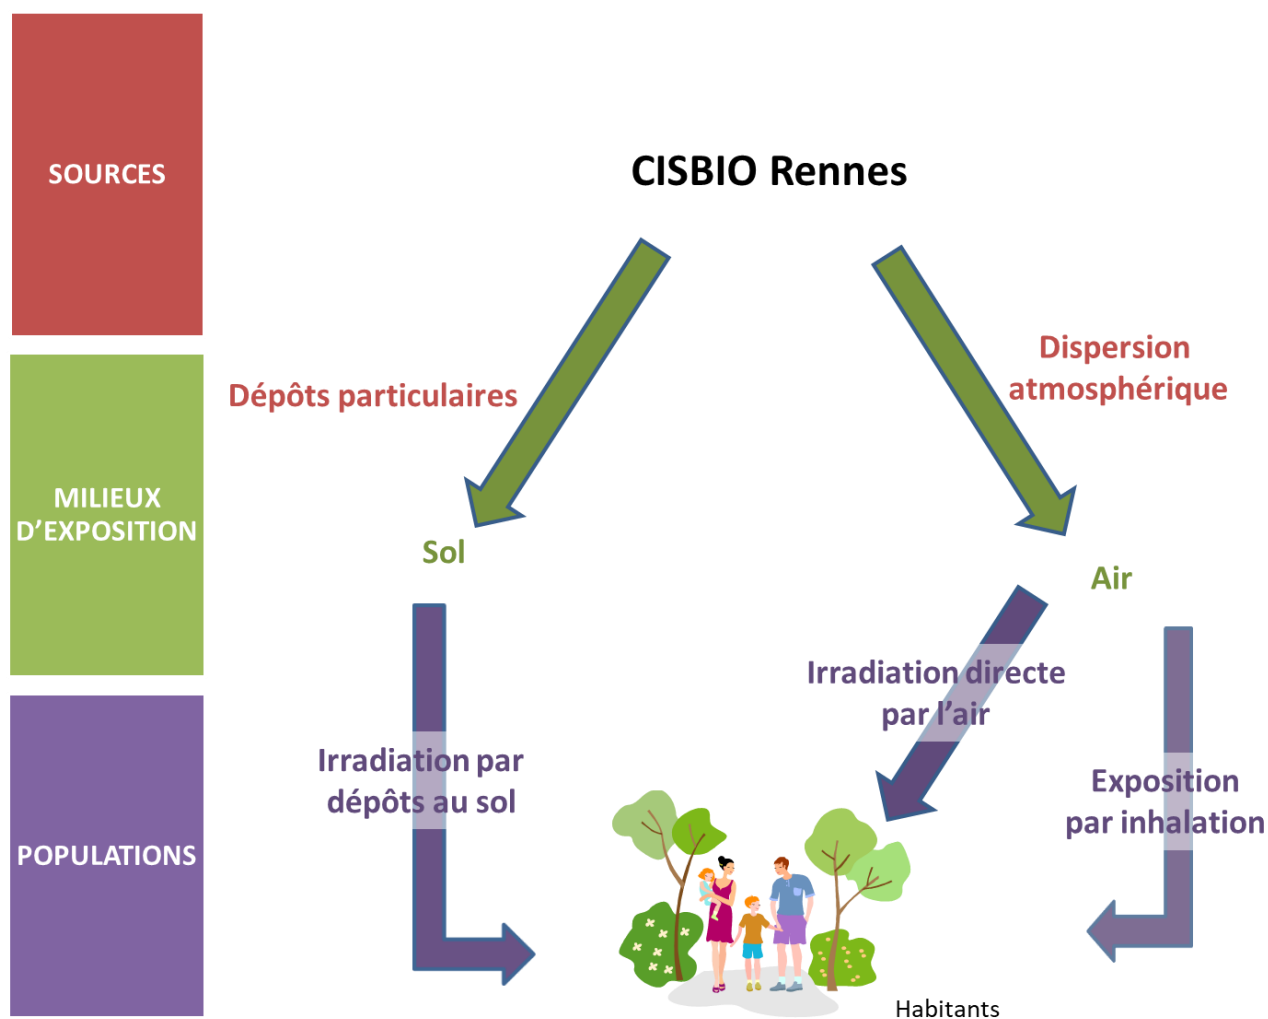 SOURCES
CISBIO Rennes
Dispersion
atmosphérique
Dépôts particulaires
MILIEUX
D’EXPOSITION
Sol
Air
Irradiation directe
par l’air
Irradiation par
dépôts au sol
Exposition
par inhalation
POPULATIONS
Habitants